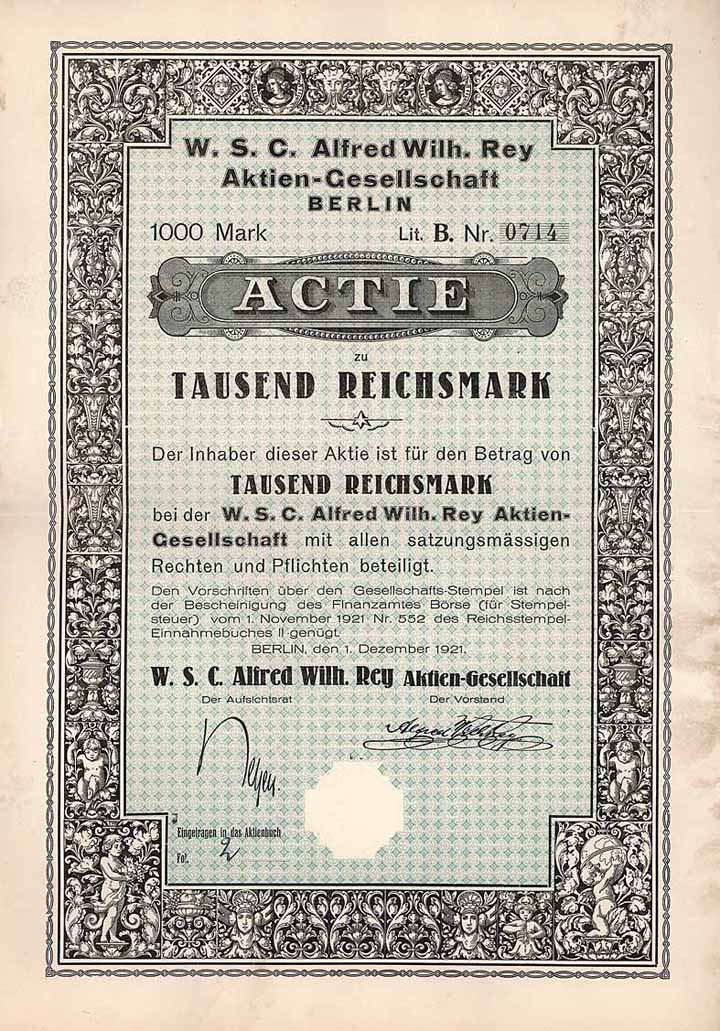 W. S. C. Alfred Wilh. Rey
Aktien-Gesellschaft
BERLIN
1000 Mark Lit. B. Nr. 0714
ACTIE
zu
TAUSEND REICHSMARK
Der Inhaber dieser Aktie ist für den Betrag von
TAUSEND REICHSMARK
bei der W. S. C. Alfred Wilh. Rey Aktien-
Gesellschaft mit allen satzungsmässigen
Rechten und Pflichten beteiligt.
Den Vorschriften über den Gesellschafts-Stempel ist nach
der Bescheinigung des Finanzamtes Börse (für Stempel-
steuer) vom 1. November 1921 Nr. 552 des Reichsstempel-
Einnahmebuches II genügt.
BERLIN, den 1. Dezember 1921.
W. S. C. Alfred Wilh. Rey Aktien-Gesellschaft
Der Aufsichtsrat Der Vorstand
Eingetragen in das Aktienbuch
Fol. 2